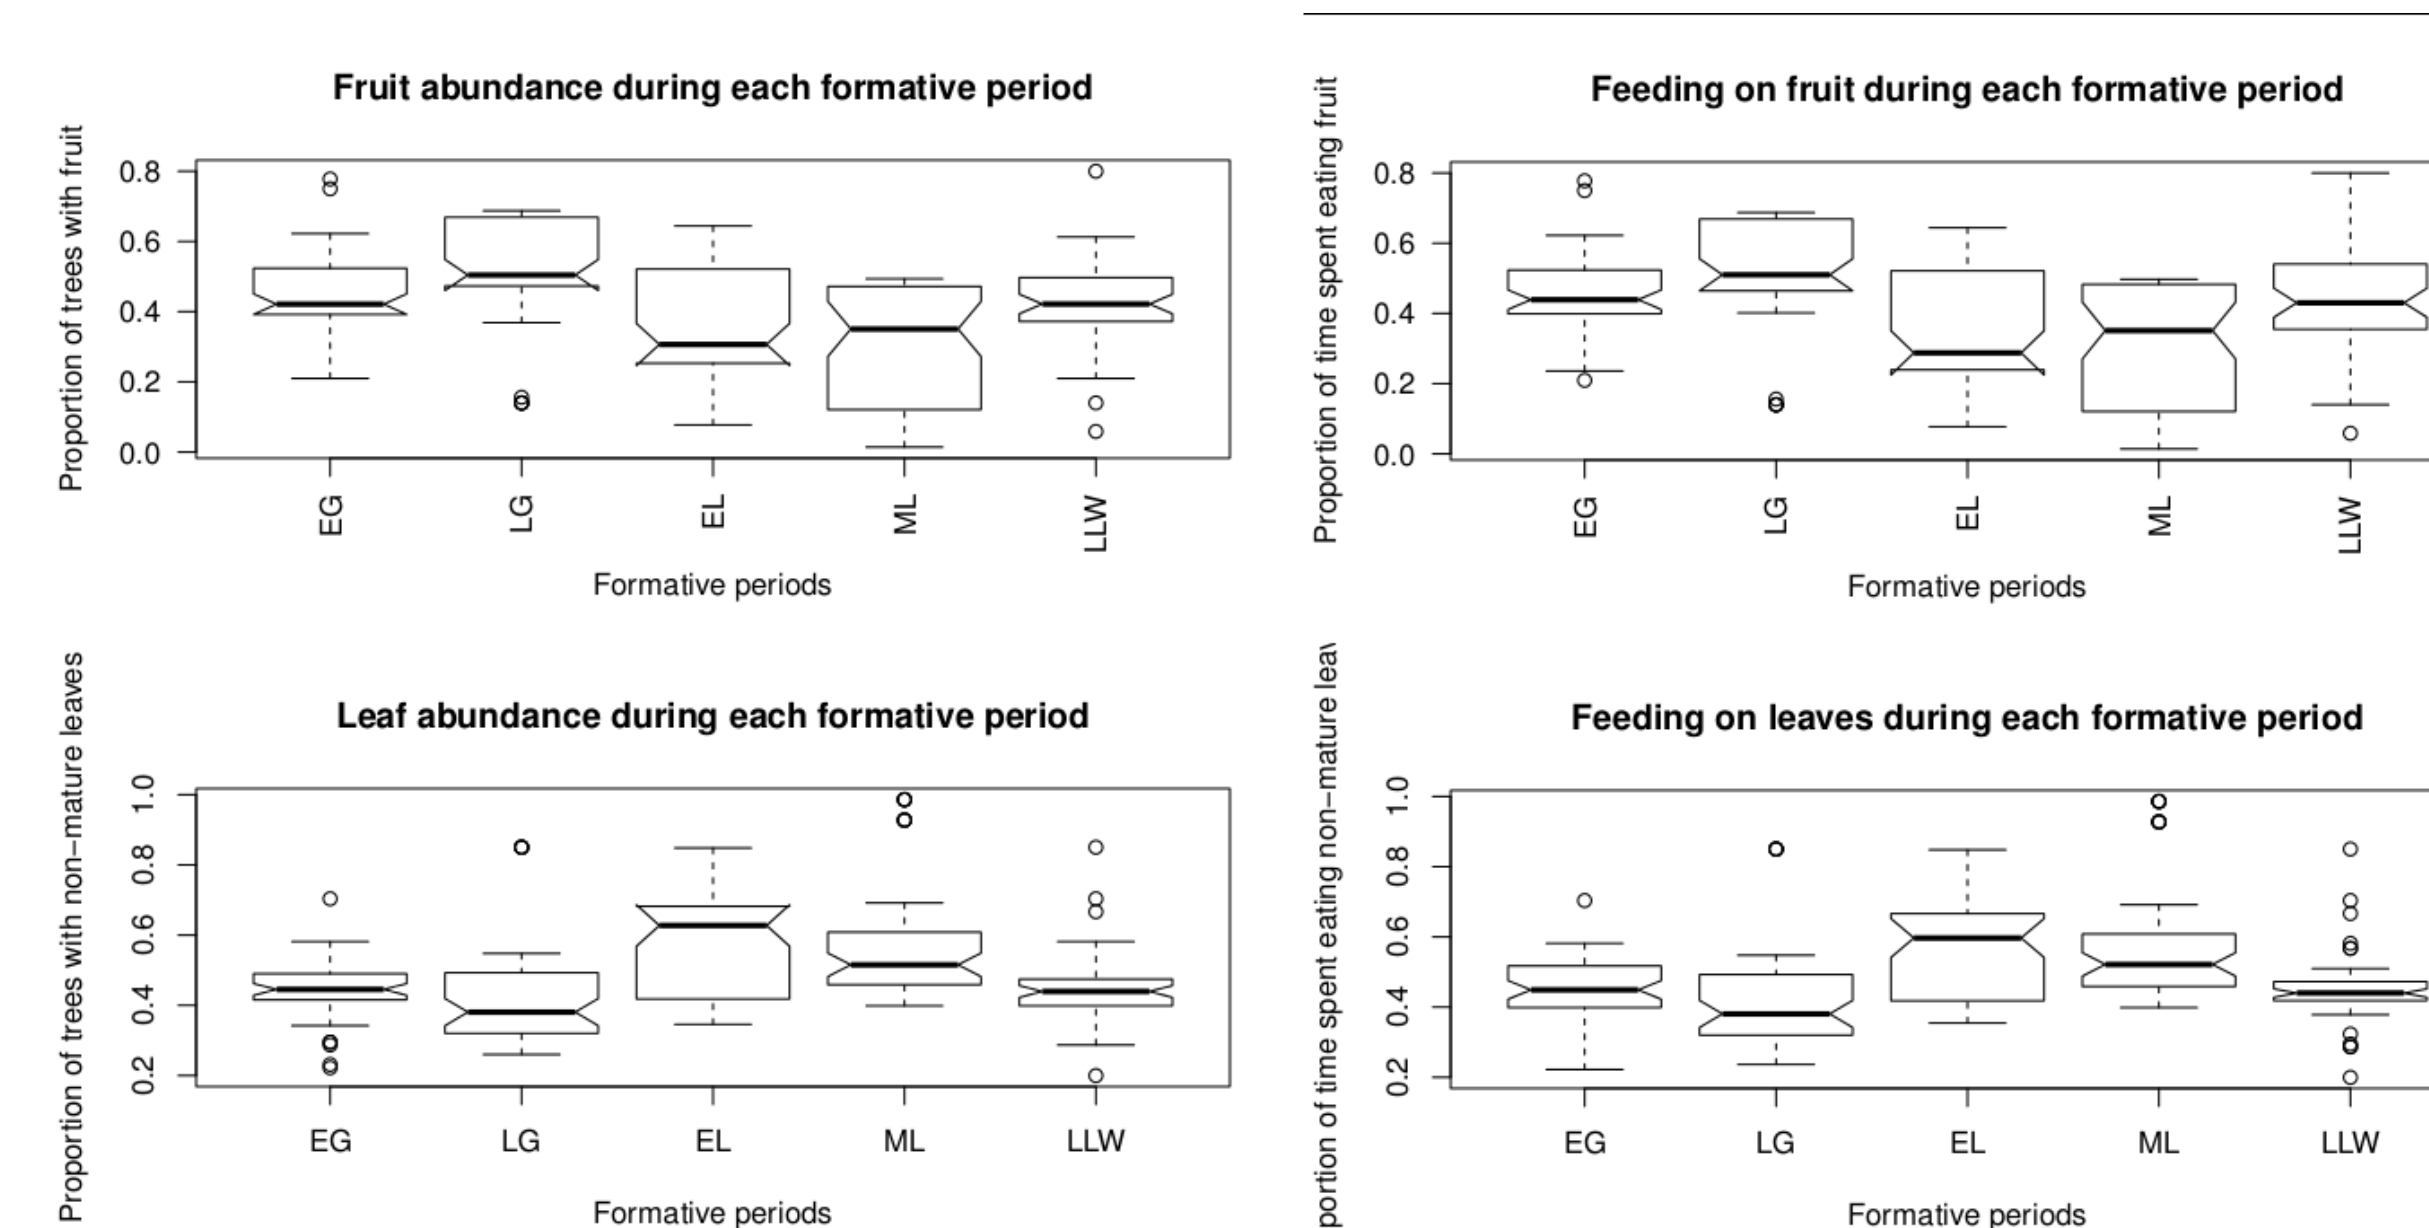 Fruit abundance during each formative period
Proportion of trees with fruit
0.8
0.6
0.4
0.2
0.0
EG LG EL ML LLW
Formative periods
Feeding on fruit during each formative period
Proportion of time spent eating fruit
0.8
0.6
0.4
0.2
0.0
EG LG EL ML LLW
Formative periods
Leaf abundance during each formative period
Proportion of trees with non−mature leaves
1.0
0.8
0.6
0.4
0.2
EG LG EL ML LLW
Formative periods
Feeding on leaves during each formative period
portion of time spent eating non−mature leav
1.0
0.8
0.6
0.4
0.2
EG LG EL ML LLW
Formative periods